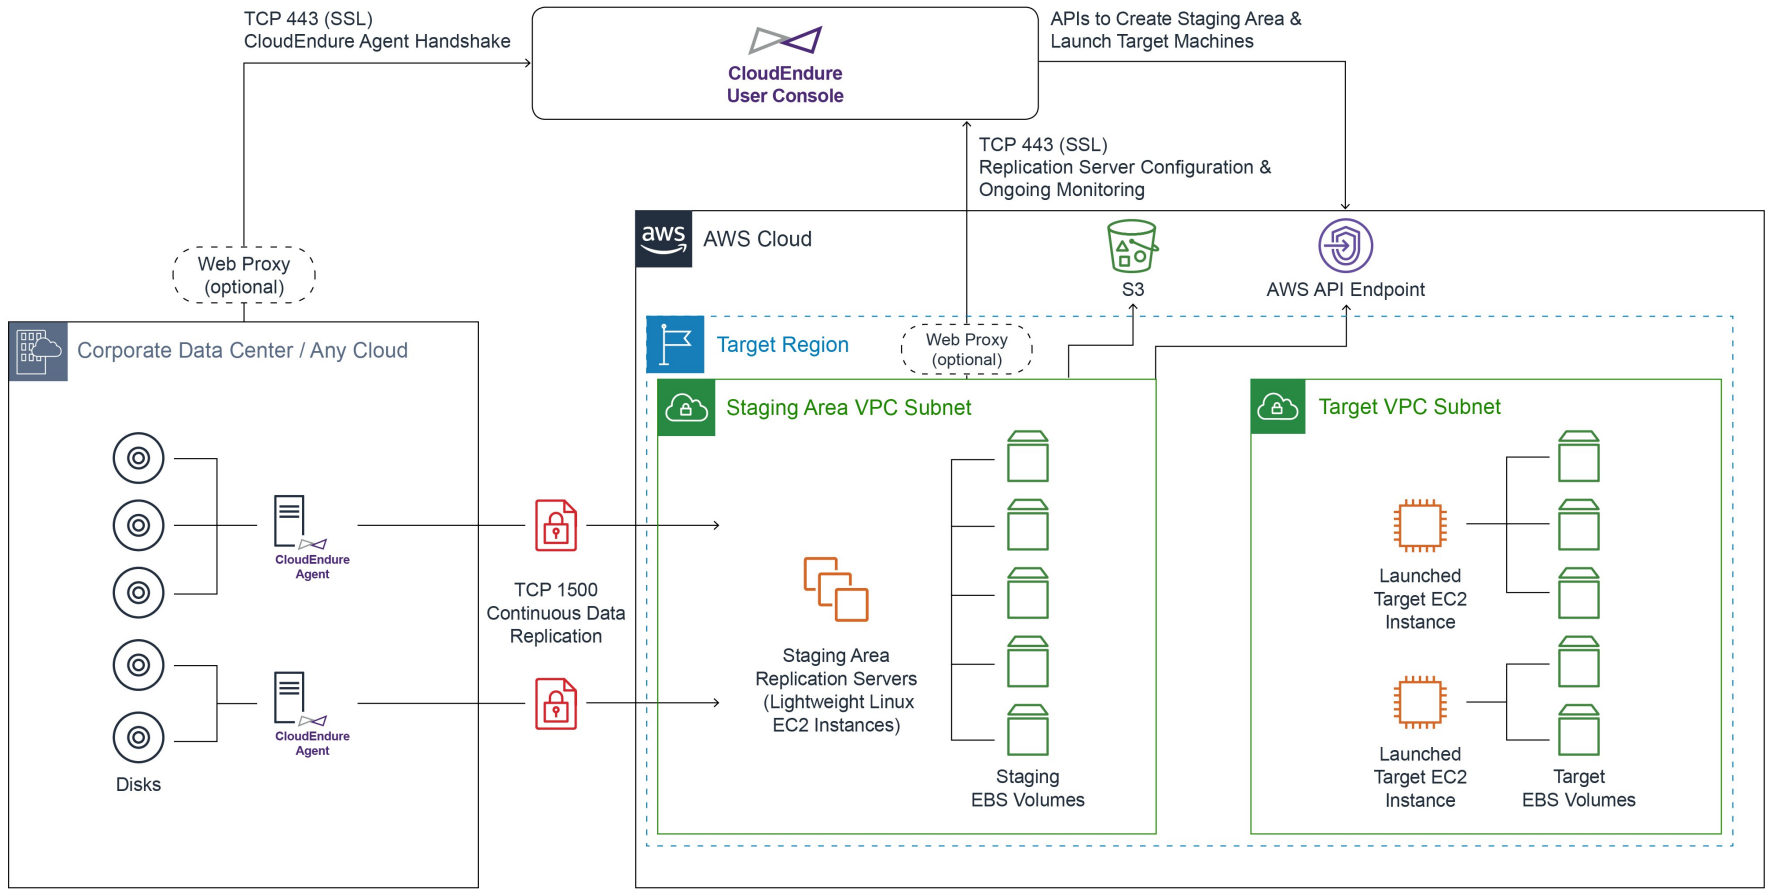 TCP 443 (SSL)
CloudEndure Agent Handshake
CloudEndure
User Console
APIs to Create Staging Area &
Launch Target Machines
TCP 443 (SSL)
Replication Server Configuration &
Ongoing Monitoring
Web Proxy
(optional)
aws
AWS Cloud
S3
AWS API Endpoint
Corporate Data Center / Any Cloud
Target Region
Web Proxy
(optional)
Staging Area VPC Subnet
Target VPC Subnet
CloudEndure
Agent
CloudEndure
Agent
Disks
TCP 1500
Continuous Data
Replication
Staging Area
Replication Servers
(Lightweight Linux
EC2 Instances)
Staging
EBS Volumes
Launched
Target EC2
Instance
Launched
Target EC2
Instance
Target
EBS Volumes